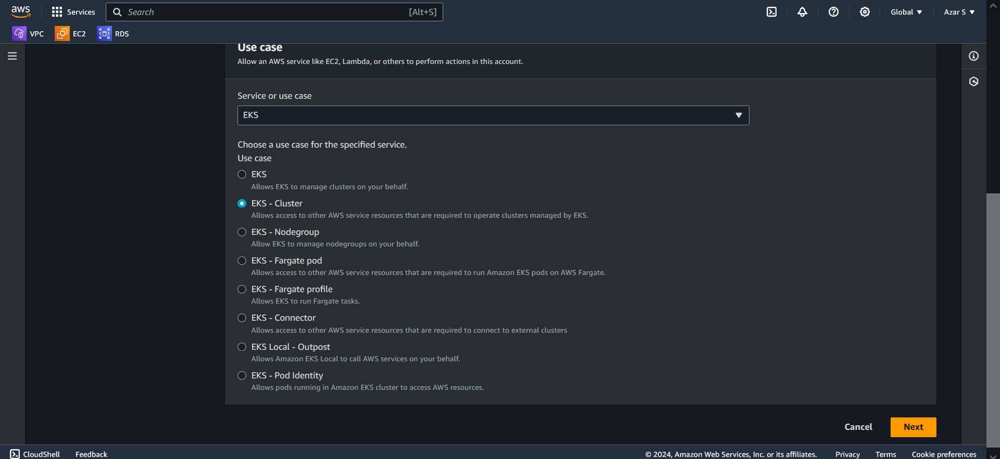 aws Services Search [Alt+S] Global Azar S
VPC EC2 RDS
Use case
Allow an AWS service like EC2, Lambda, or others to perform actions in this account.
Service or use case
EKS
Choose a use case for the specified service.
Use case
EKS
Allows EKS to manage clusters on your behalf.
EKS - Cluster
Allows access to other AWS service resources that are required to operate clusters managed by EKS.
EKS - Nodegroup
Allow EKS to manage nodegroups on your behalf.
EKS - Fargate pod
Allows access to other AWS service resources that are required to run Amazon EKS pods on AWS Fargate.
EKS - Fargate profile
Allows EKS to run Fargate tasks.
EKS - Connector
Allows access to other AWS service resources that are required to connect to external clusters
EKS Local - Outpost
Allows Amazon EKS Local to call AWS services on your behalf.
EKS - Pod Identity
Allows pods running in Amazon EKS cluster to access AWS resources.
Cancel Next
CloudShell Feedback © 2024, Amazon Web Services, Inc. or its affiliates. Privacy Terms Cookie preferences